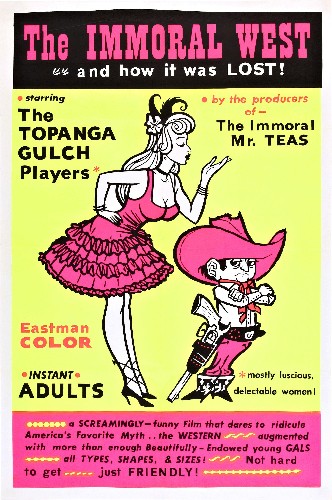 The IMMORAL WEST
"" and how it was LOST!
• starring
The
TOPANGA
GULCH
Players*
• by the producers
of—
The Immoral
Mr. TEAS
Eastman
COLOR
•INSTANT•
ADULTS
*mostly luscious,
delectable women!
a SCREAMINGLY-funny Film that dares to ridicule
America's Favorite Myth .. the WESTERN augmented
with more than enough Beautifully- Endowed young GALS
all TYPES, SHAPES, & SIZES! Not hard
to get ..... just FRIENDLY!